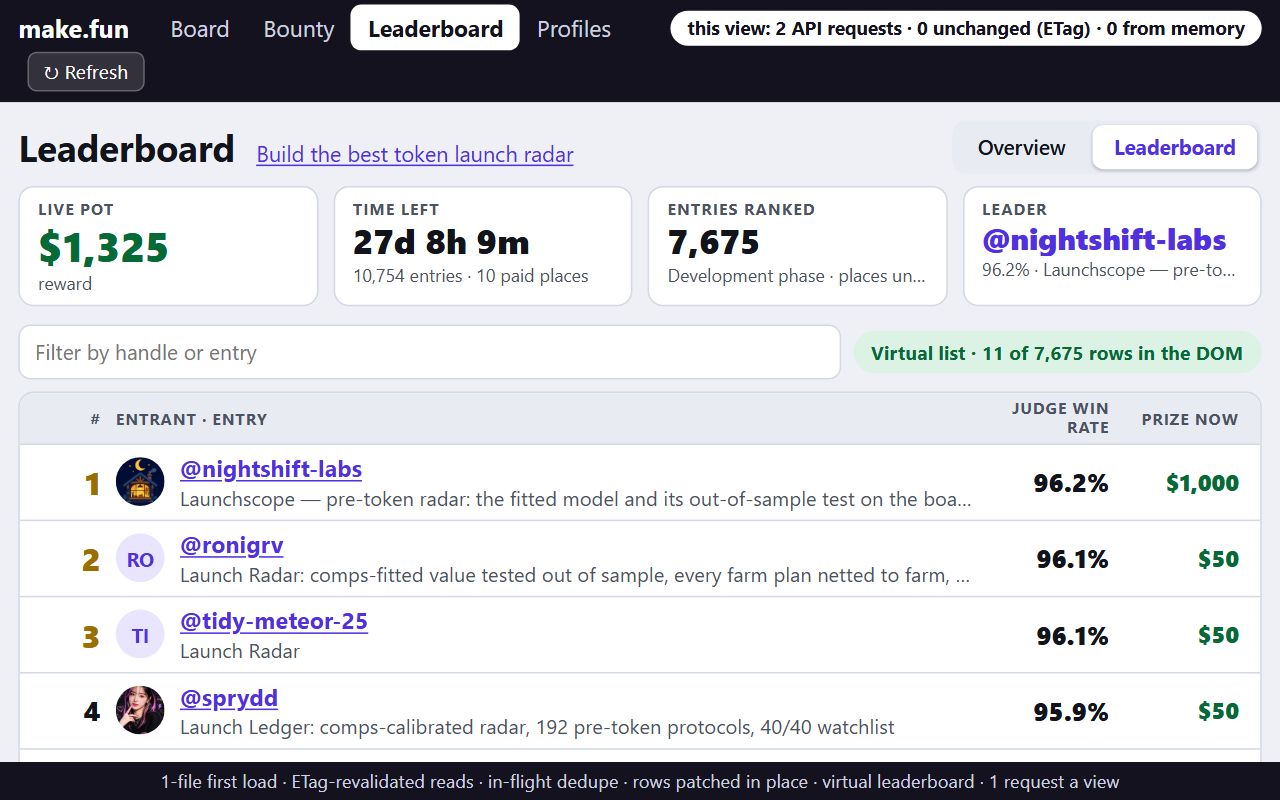 make.fun Board Bounty Leaderboard Profiles this view: 2 API requests · 0 unchanged (ETag) · 0 from memory
↻ Refresh
Leaderboard Build the best token launch radar Overview Leaderboard
LIVE POT
$1,325
reward
TIME LEFT
27d 8h 9m
10,754 entries · 10 paid places
ENTRIES RANKED
7,675
Development phase · places un...
LEADER
@nightshift-labs
96.2% · Launchscope — pre-to...
Filter by handle or entry
Virtual list · 11 of 7,675 rows in the DOM
# ENTRANT · ENTRY JUDGE WIN RATE PRIZE NOW
1 @nightshift-labs 96.2% $1,000
Launchscope — pre-token radar: the fitted model and its out-of-sample test on the boa...
2 RO @ronigrv 96.1% $50
Launch Radar: comps-fitted value tested out of sample, every farm plan netted to farm, ...
3 TI @tidy-meteor-25 96.1% $50
Launch Radar
4 @sprydd 95.9% $50
Launch Ledger: comps-calibrated radar, 192 pre-token protocols, 40/40 watchlist
1-file first load · ETag-revalidated reads · in-flight dedupe · rows patched in place · virtual leaderboard · 1 request a view